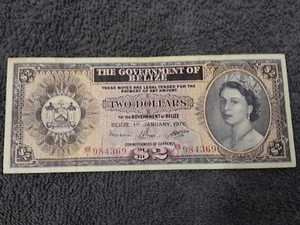 THE GOVERNMENT OF BELIZE
THESE NOTES ARE LEGAL TENDER FOR THE
PAYMENT OF ANY AMOUNT
TWO DOLLARS
For the GOVERNMENT OF BELIZE
BELIZE, 1ST JANUARY, 1976
984369
984369
COMMISSIONERS OF CURRENCY
$2